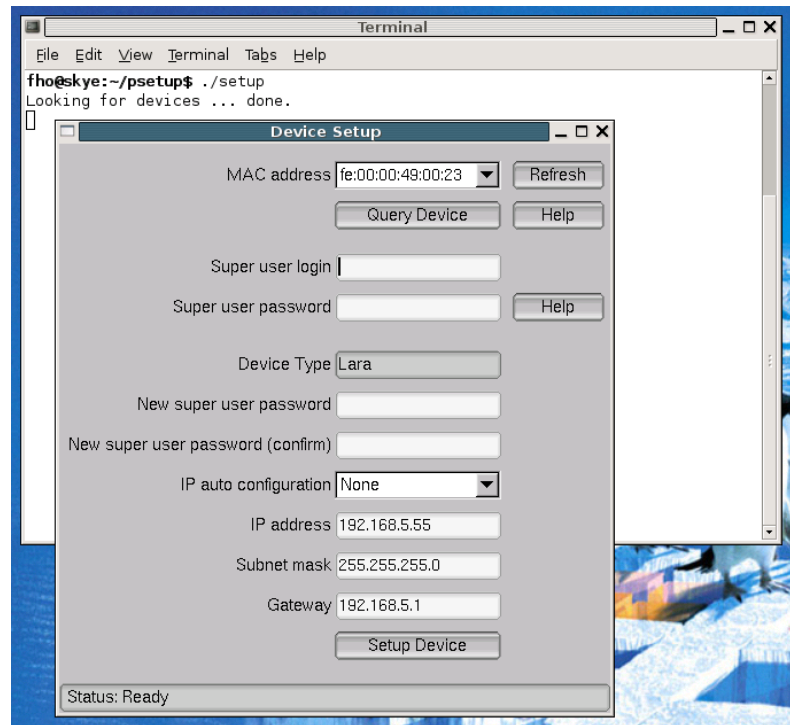 Terminal
File Edit View Terminal Tabs Help
fho@skye:~/psetup$ ./setup
Looking for devices ... done.
Device Setup
MAC address fe:00:00:49:00:23 Refresh
Query Device Help
Super user login
Super user password Help
Device Type Lara
New super user password
New super user password (confirm)
IP auto configuration None
IP address 192.168.5.55
Subnet mask 255.255.255.0
Gateway 192.168.5.1
Setup Device
Status: Ready